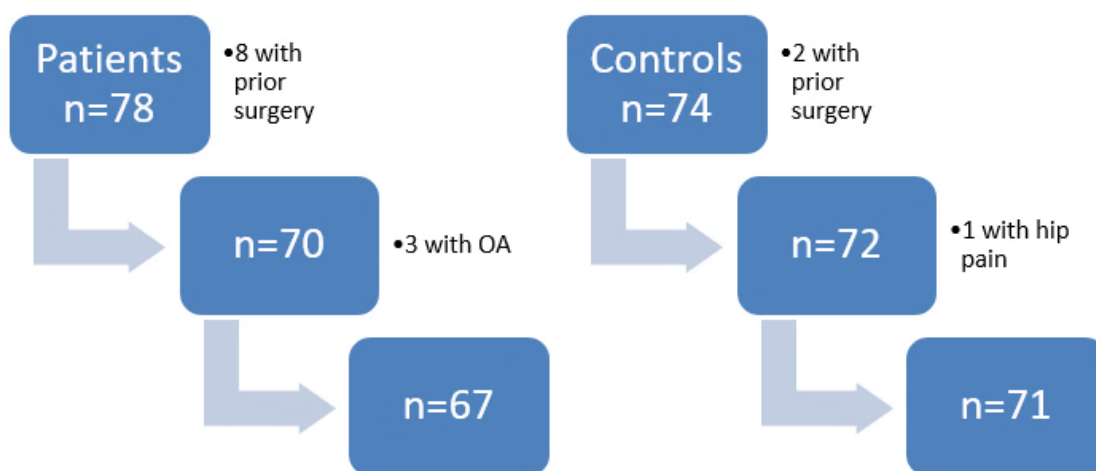 Patients
n=78
•8 with
prior
surgery
n=70
•3 with OA
n=67
Controls
n=74
•2 with
prior
surgery
n=72
•1 with hip
pain
n=71